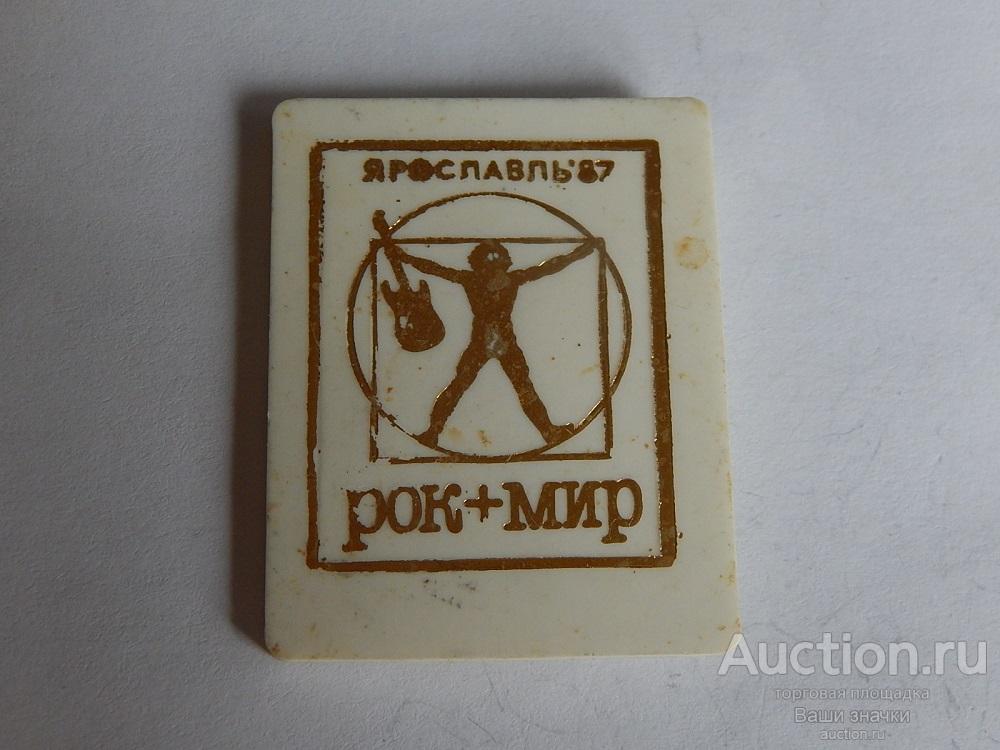 ЯРОСЛАВЛЬ'87
рок+мир
Auction.ru
торговая площадка
Ваши значки
auction.ru